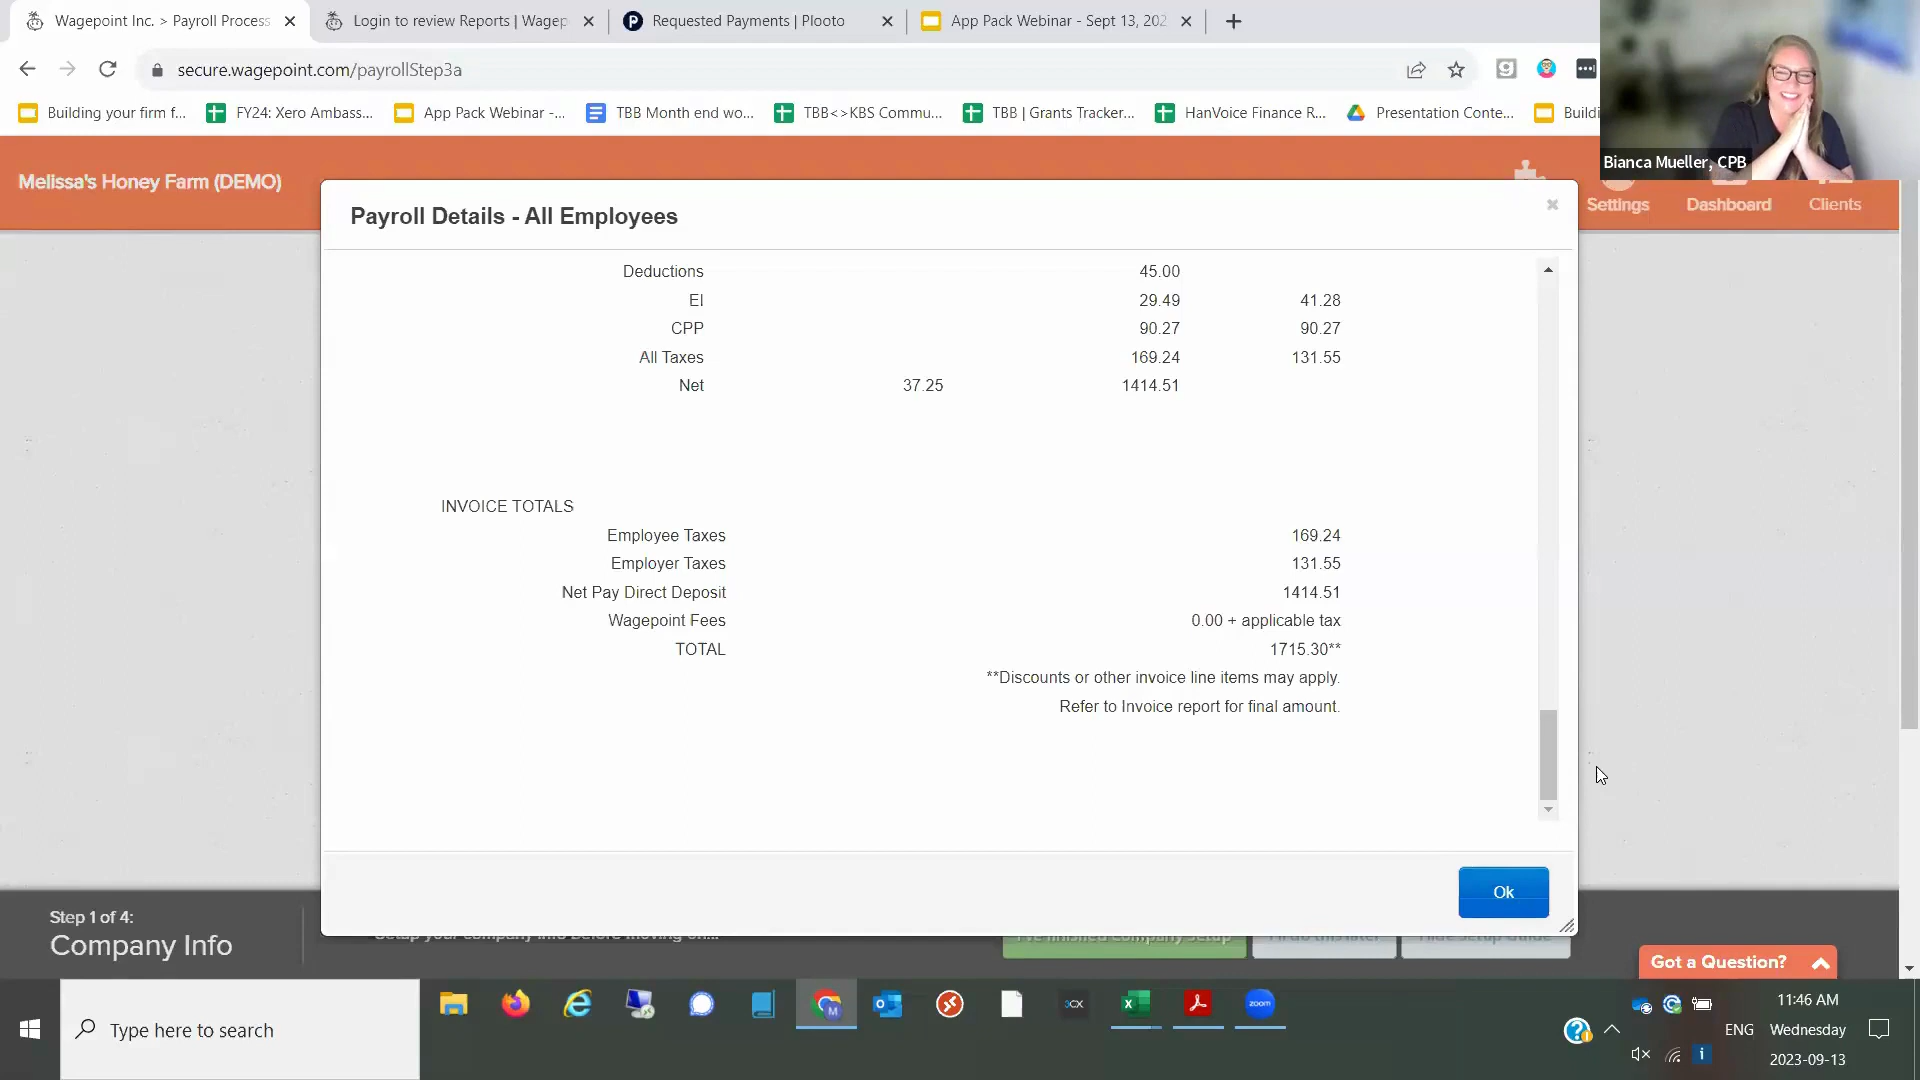 Wagepoint Inc. > Payroll Process
Login to review Reports | Wagep
Requested Payments | Plooto
App Pack Webinar - Sept 13, 202
secure.wagepoint.com/payrollStep3a
Building your firm f...
FY24: Xero Ambass...
App Pack Webinar -...
TBB Month end wo...
TBB<>KBS Commu...
TBB | Grants Tracker...
HanVoice Finance R...
Presentation Conte...
Buildi
Bianca Mueller, CPB
Melissa's Honey Farm (DEMO)
Settings
Dashboard
Clients
Payroll Details - All Employees
Deductions 45.00
EI 29.49 41.28
CPP 90.27 90.27
All Taxes 169.24 131.55
Net 37.25 1414.51
INVOICE TOTALS
Employee Taxes 169.24
Employer Taxes 131.55
Net Pay Direct Deposit 1414.51
Wagepoint Fees 0.00 + applicable tax
TOTAL 1715.30**
**Discounts or other invoice line items may apply.
Refer to Invoice report for final amount.
Ok
Step 1 of 4:
Company Info
Got a Question?
Type here to search
M
3CX
zoom
11:46 AM
ENG
Wednesday
2023-09-13